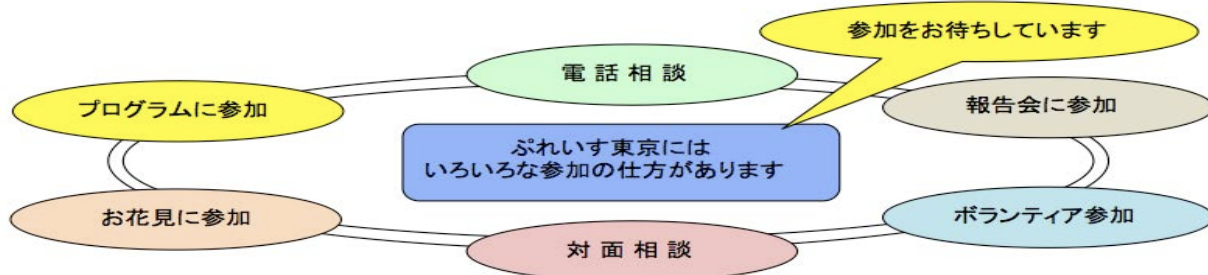 参加をお待ちしています
電話相談
プログラムに参加
報告会に参加
ぷれいす東京には
いろいろな参加の仕方があります
お花見に参加
ボランティア参加
対面相談